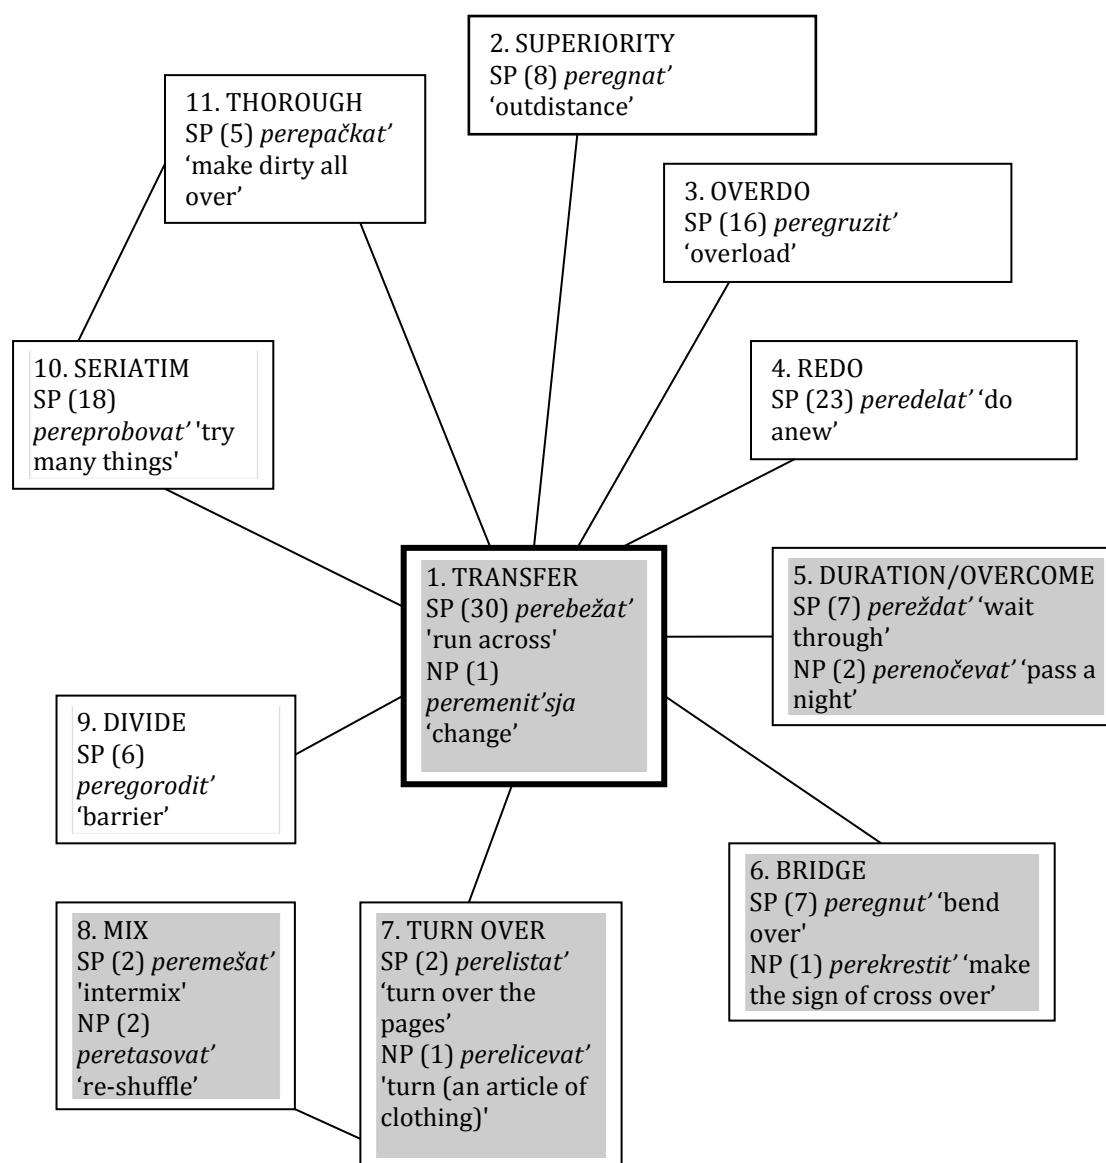 2. SUPERIORITY
SP (8) peregnat’
‘outdistance’
11. THOROUGH
SP (5) perepačkat’
‘make dirty all
over’
3. OVERDO
SP (16) peregruzit’
‘overload’
10. SERIATIM
SP (18)
pereprobovat’ 'try
many things'
4. REDO
SP (23) peredelat’ ‘do
anew’
1. TRANSFER
SP (30) perebežat’
'run across'
NP (1)
peremenit’sja
‘change’
5. DURATION/OVERCOME
SP (7) pereždat’ ‘wait
through’
NP (2) perenočevat’ ‘pass a
night’
9. DIVIDE
SP (6)
peregorodit’
‘barrier’
6. BRIDGE
SP (7) peregnut’ ‘bend
over'
NP (1) perekrestit’ ‘make
the sign of cross over’
8. MIX
SP (2) peremešat’
'intermix'
NP (2)
peretasovat’
‘re-shuffle’
7. TURN OVER
SP (2) perelistat’
‘turn over the
pages’
NP (1) perelicevat’
'turn (an article of
clothing)'